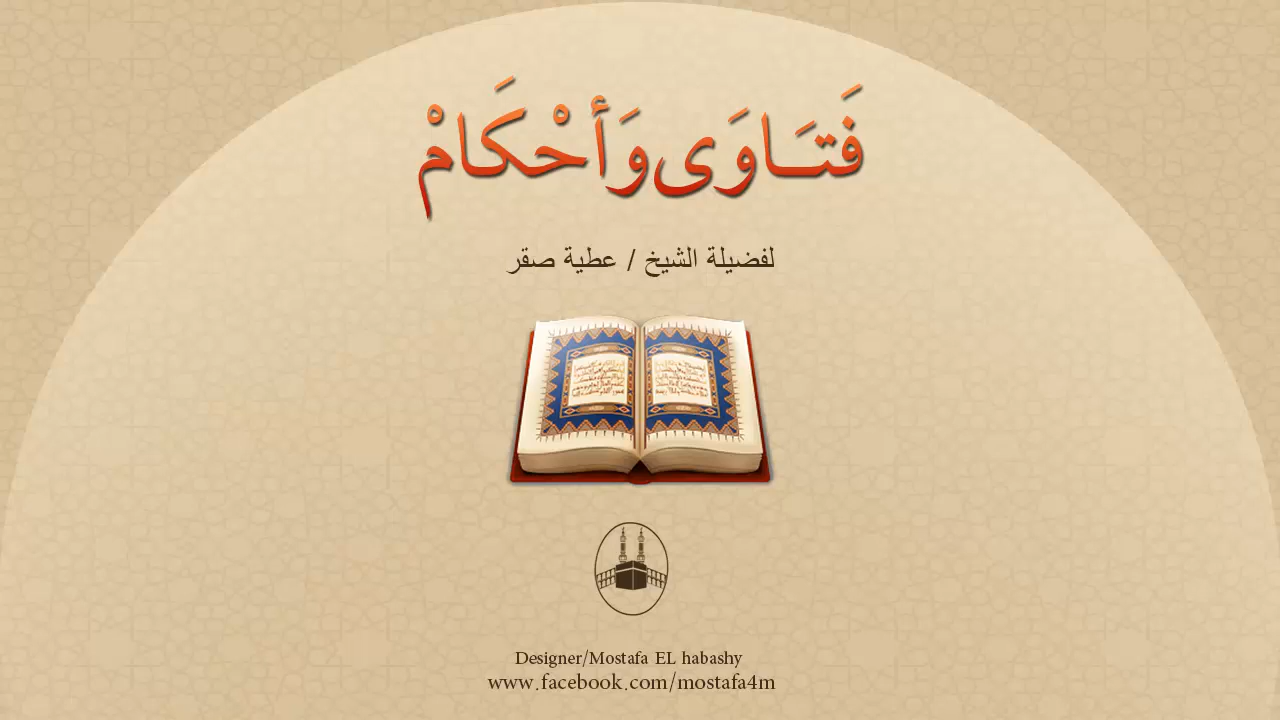 فَتَاوَى وَأَحْكَامْ
لفضيلة الشيخ / عطية صقر
Designer/Mostafa EL habashy
www.facebook.com/mostafa4m